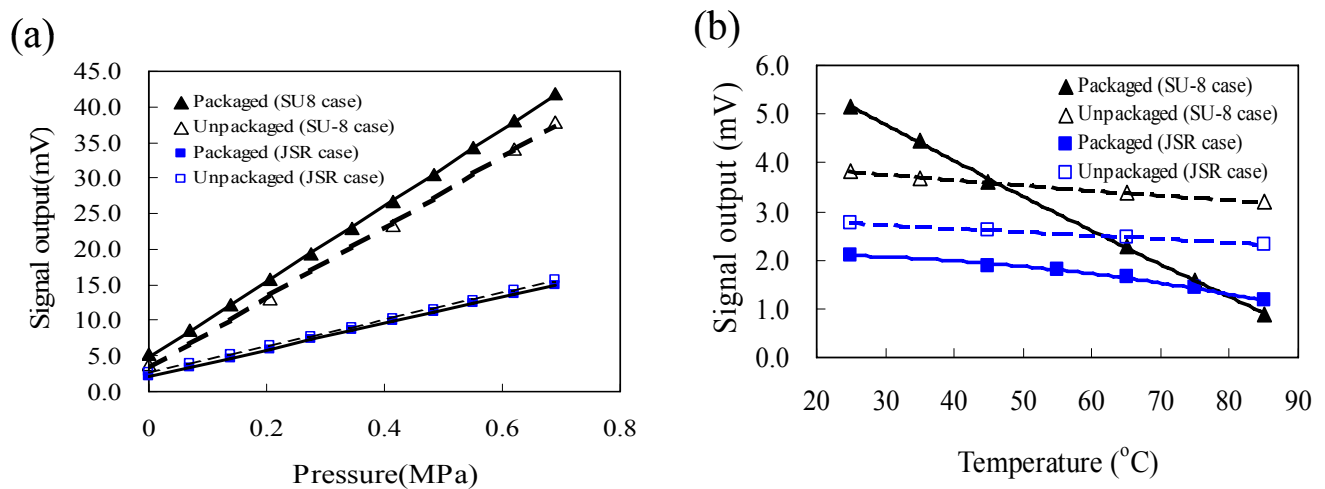 (a)
Signal output(mV)
45.0
40.0
35.0
30.0
25.0
20.0
15.0
10.0
5.0
0.0
Packaged (SU8 case)
Unpackaged (SU-8 case)
Packaged (JSR case)
Unpackaged (JSR case)
0
0.2
0.4
0.6
0.8
Pressure(MPa)
(b)
Signal output (mV)
6.0
5.0
4.0
3.0
2.0
1.0
0.0
Packaged (SU-8 case)
Unpackaged (SU-8 case)
Packaged (JSR case)
Unpackaged (JSR case)
20
30
40
50
60
70
80
90
Temperature (°C)